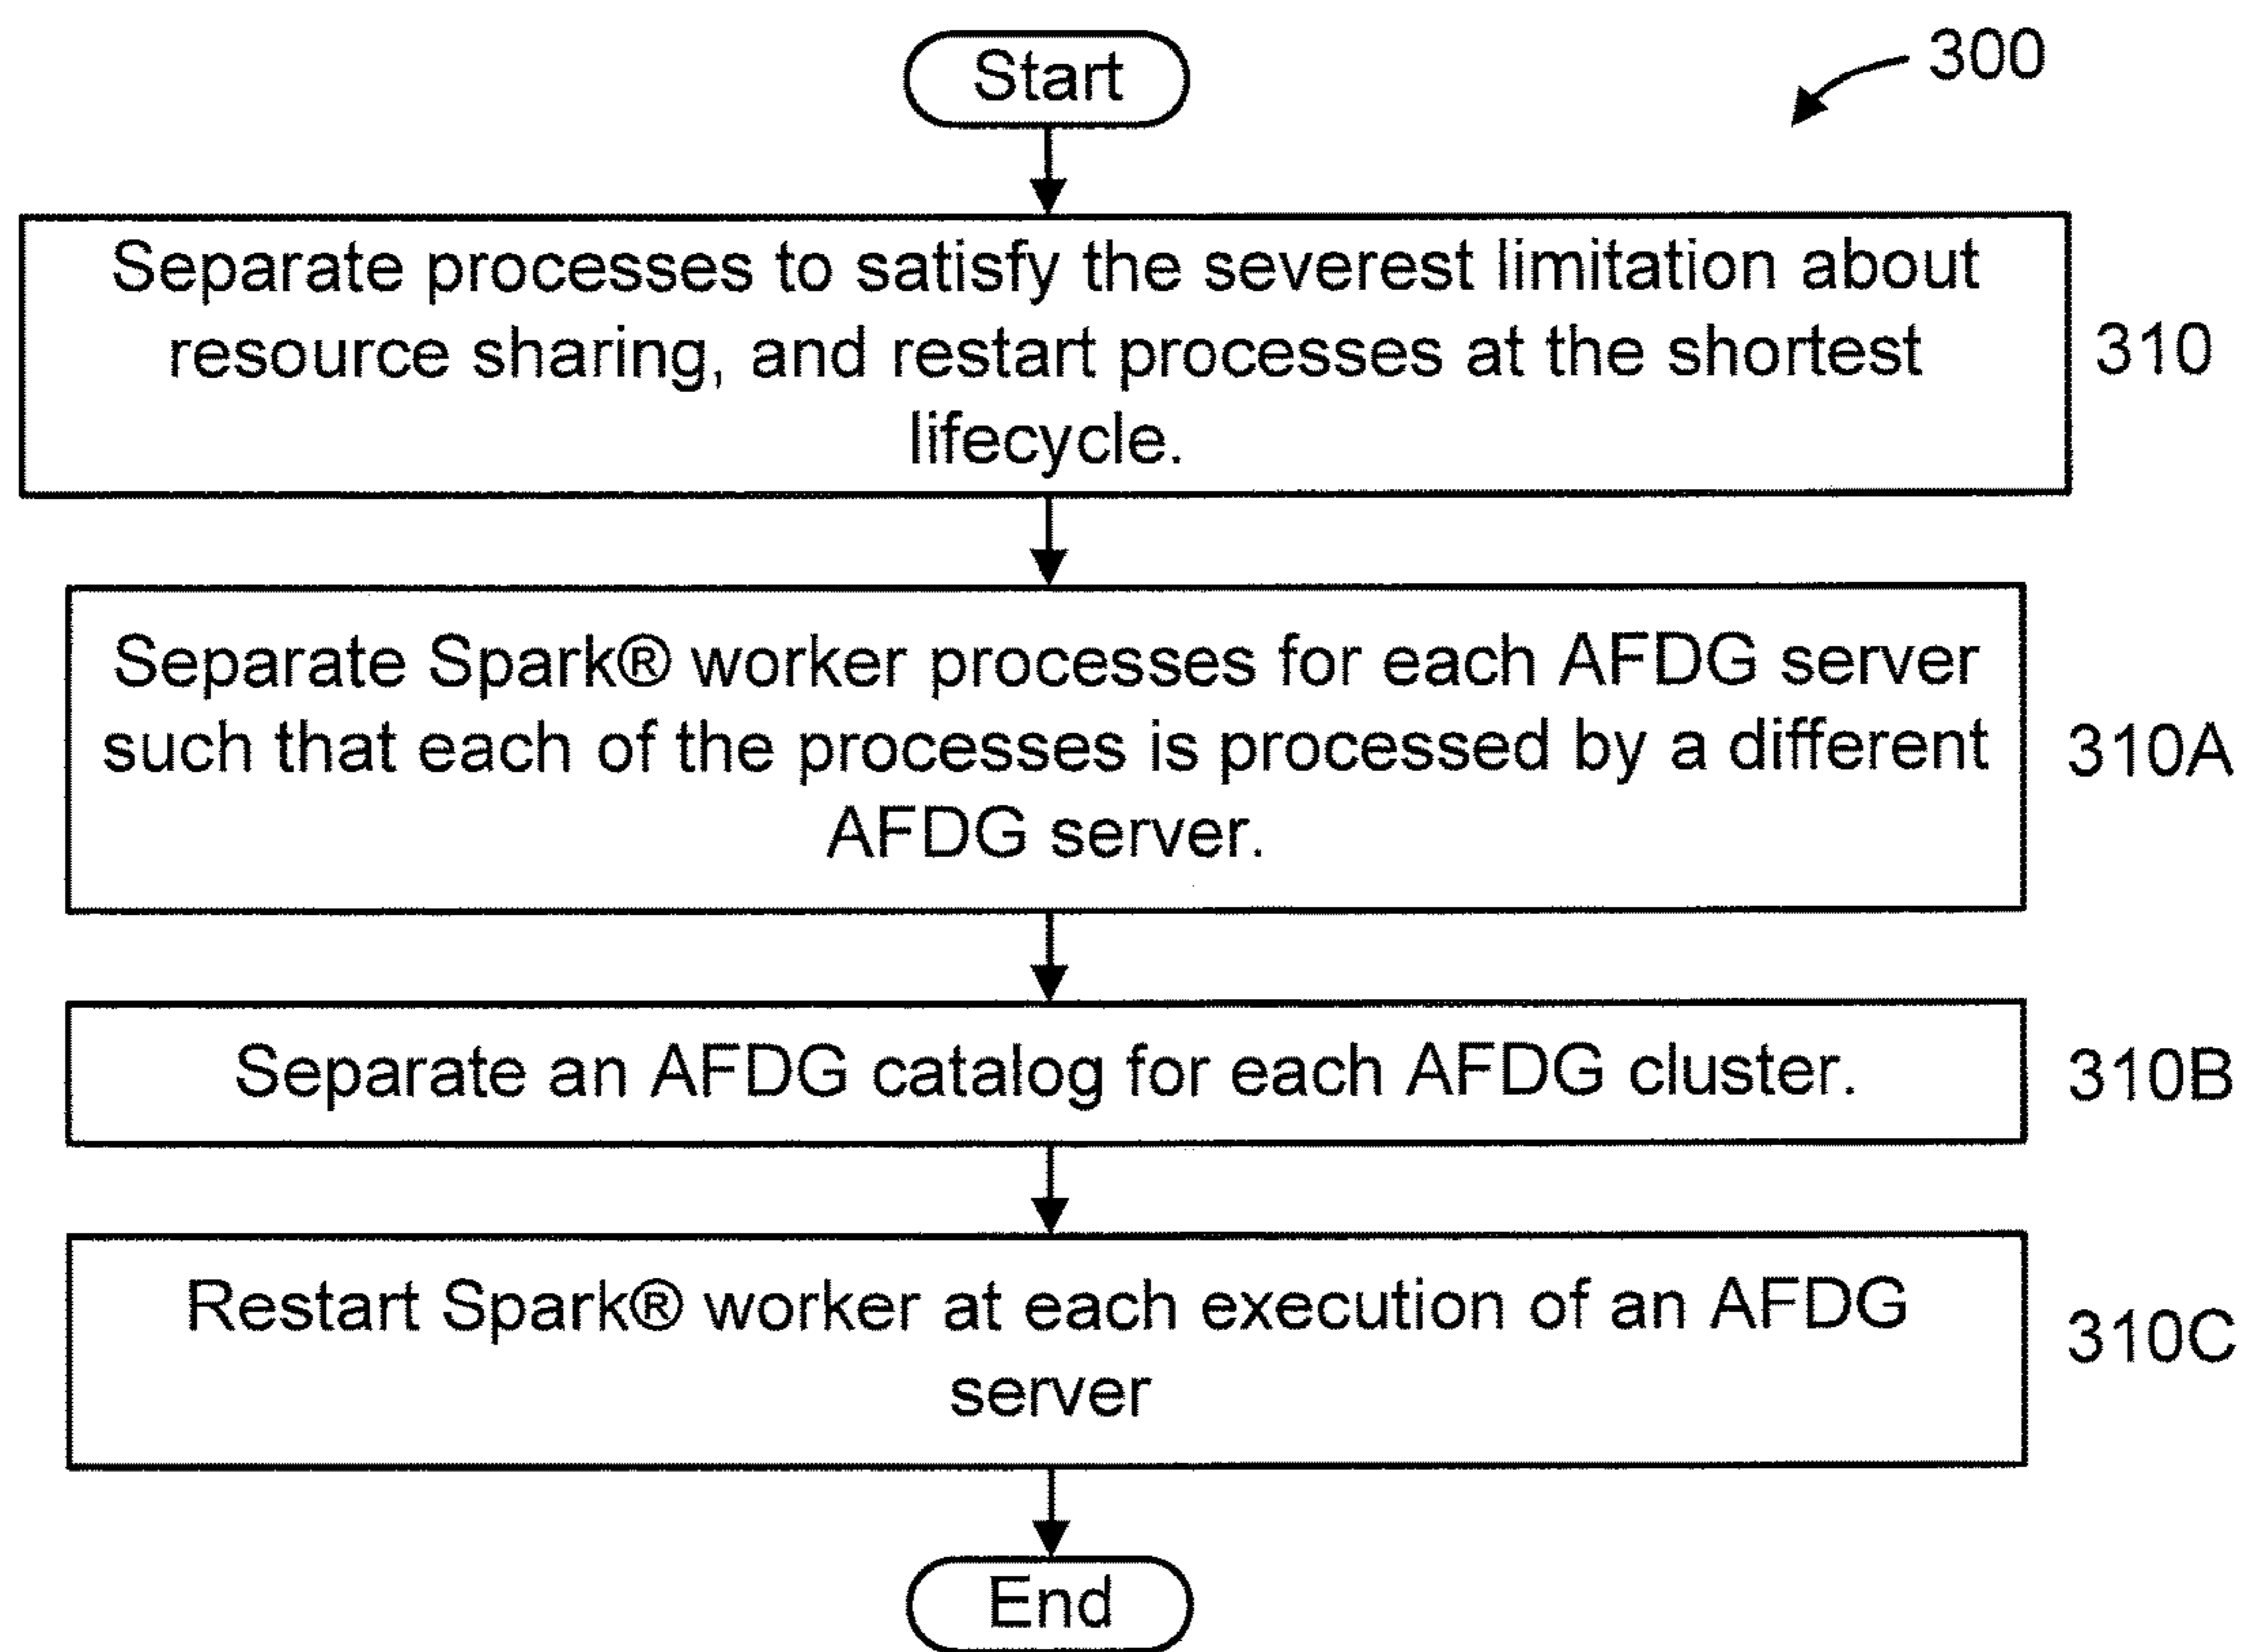 Start
300
Separate processes to satisfy the severest limitation about
resource sharing, and restart processes at the shortest
lifecycle.
310
Separate Spark® worker processes for each AFDG server
such that each of the processes is processed by a different
AFDG server.
310A
Separate an AFDG catalog for each AFDG cluster.
310B
Restart Spark® worker at each execution of an AFDG
server
310C
End